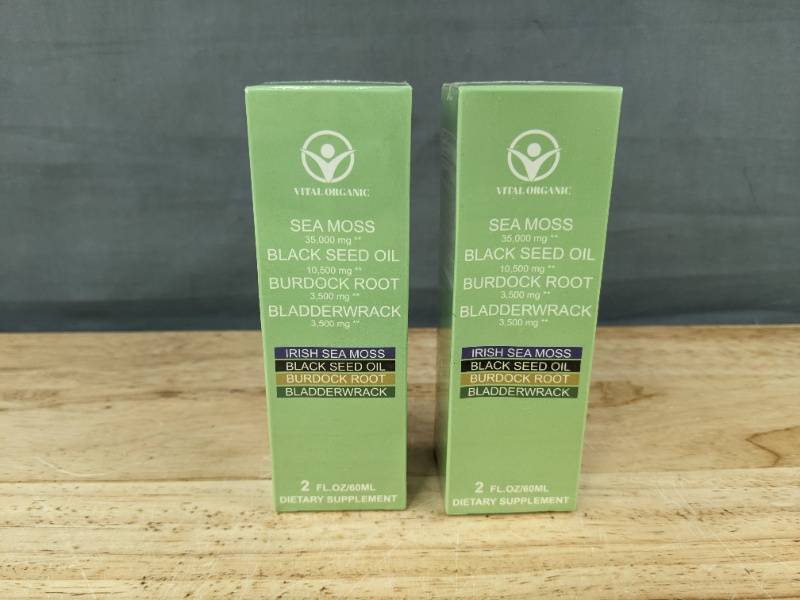 VITAL ORGANIC
SEA MOSS
35,000 mg **
BLACK SEED OIL
10,500 mg **
BURDOCK ROOT
3,500 mg **
BLADDERWRACK
3,500 mg **
IRISH SEA MOSS
BLACK SEED OIL
BURDOCK ROOT
BLADDERWRACK
2 FL.OZ/60ML
DIETARY SUPPLEMENT
VITAL ORGANIC
SEA MOSS
35,000 mg **
BLACK SEED OIL
10,500 mg **
BURDOCK ROOT
3,500 mg **
BLADDERWRACK
3,500 mg **
IRISH SEA MOSS
BLACK SEED OIL
BURDOCK ROOT
BLADDERWRACK
2 FL.OZ/60ML
DIETARY SUPPLEMENT